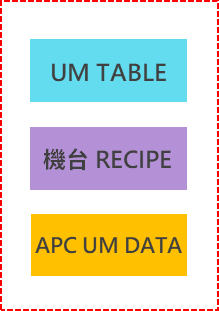 UM TABLE
機台 RECIPE
APC UM DATA